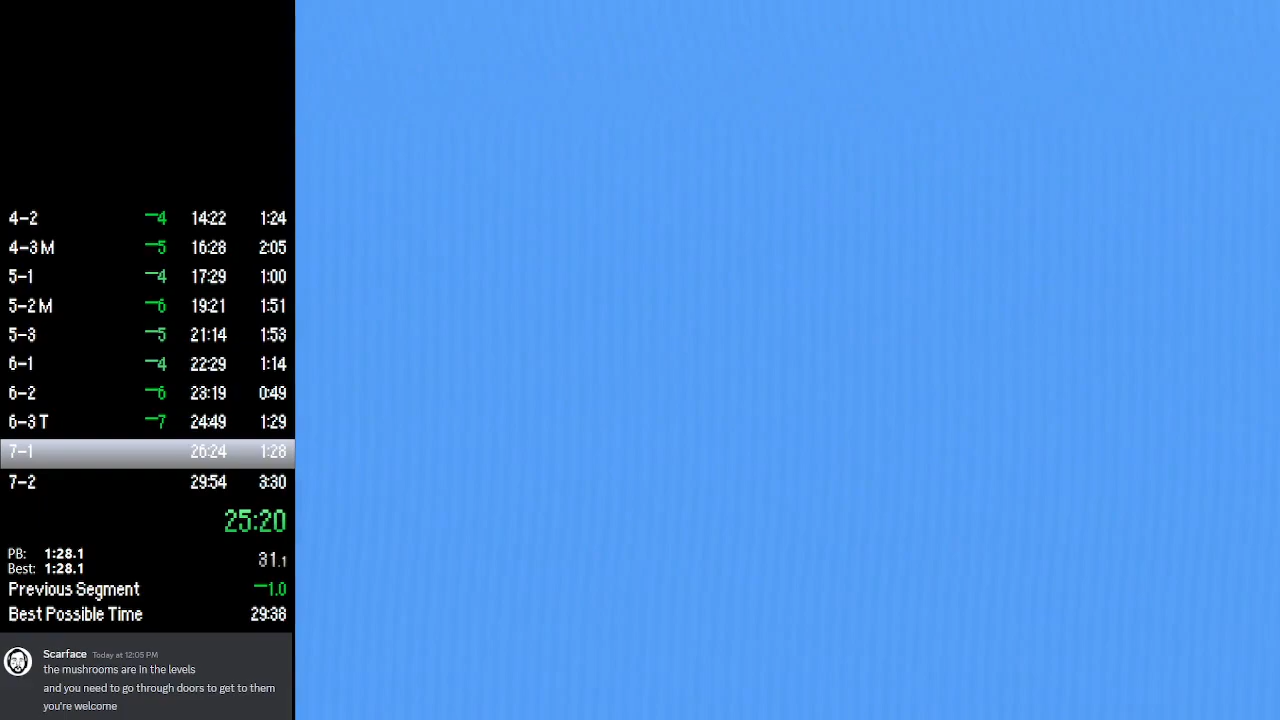 4-2 -4 14:22 1:24
4-3 M -5 16:28 2:05
5-1 -4 17:29 1:00
5-2 M -6 19:21 1:51
5-3 -5 21:14 1:53
6-1 -4 22:29 1:14
6-2 -6 23:19 0:49
6-3 T -7 24:49 1:29
7-1 26:24 1:28
7-2 29:54 3:30
25:20
PB: 1:28.1 31.1
Best: 1:28.1
Previous Segment -1.0
Best Possible Time 29:38
Scarface Today at 12:05 PM
the mushrooms are in the levels
and you need to go through doors to get to them
you're welcome